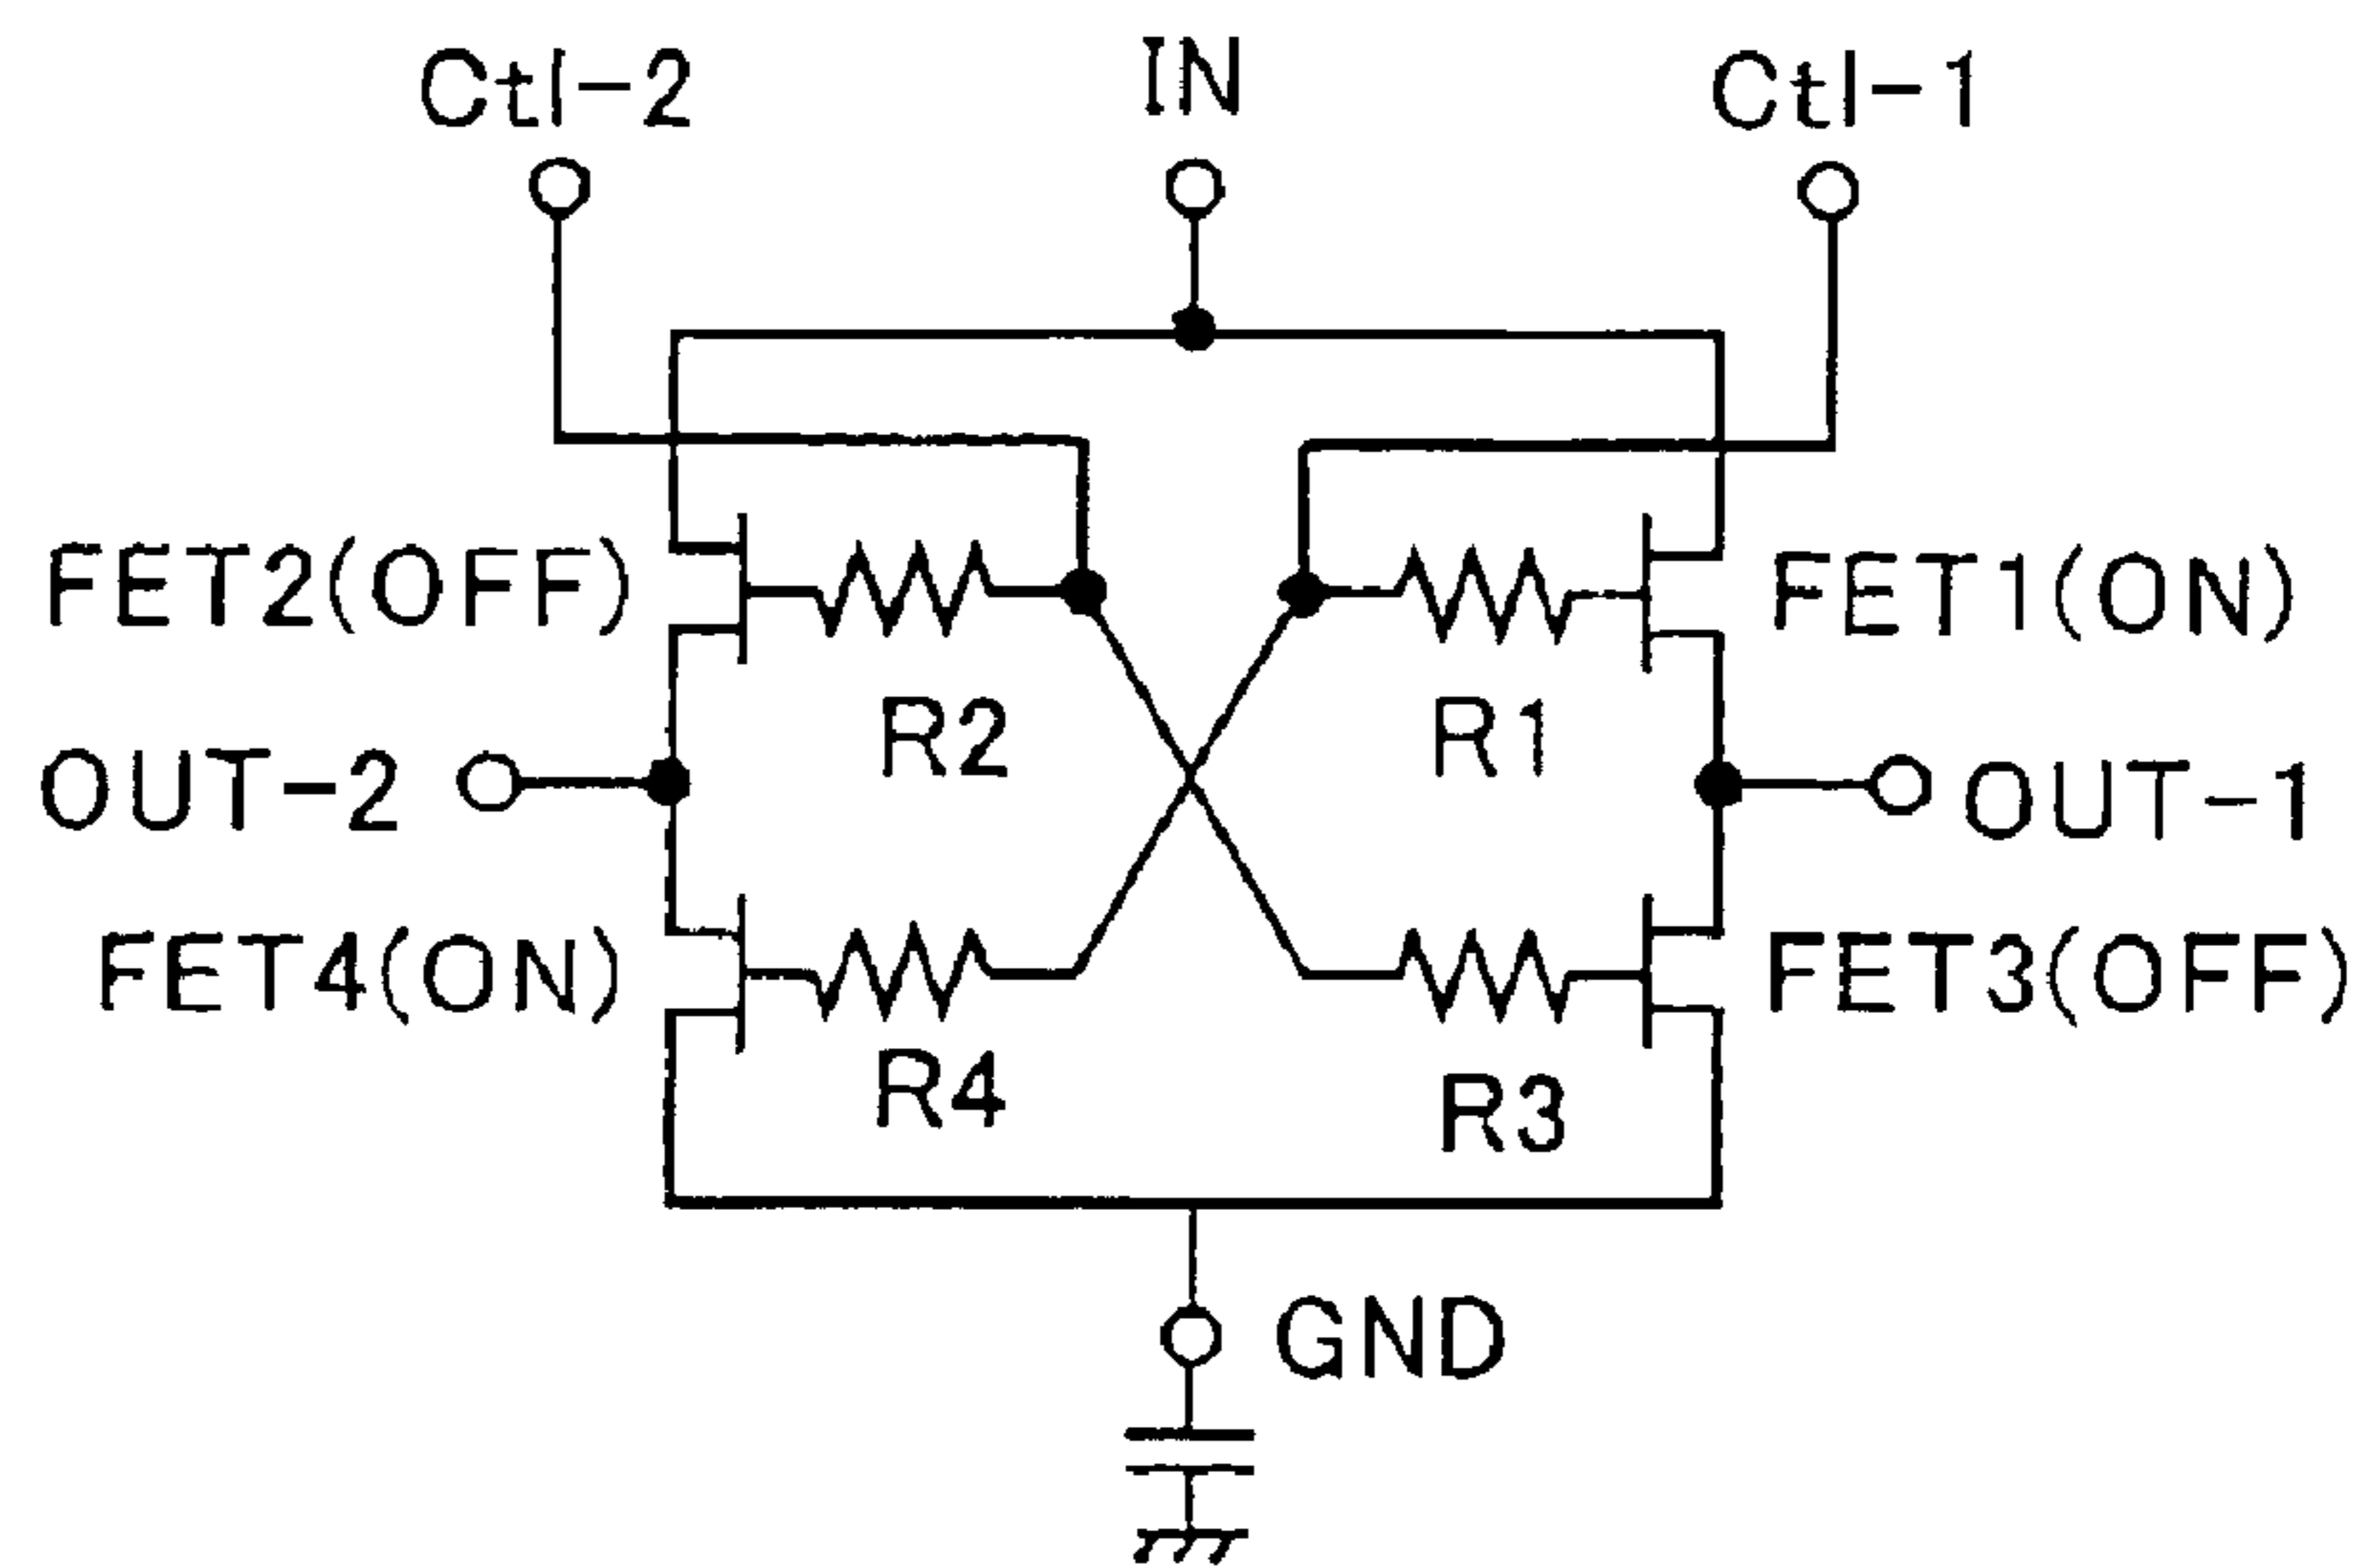 Ctl-2
IN
Ctl-1
FET2(OFF)
FET1(ON)
R2
R1
OUT-2
OUT-1
FET4(ON)
FET3(OFF)
R4
R3
GND